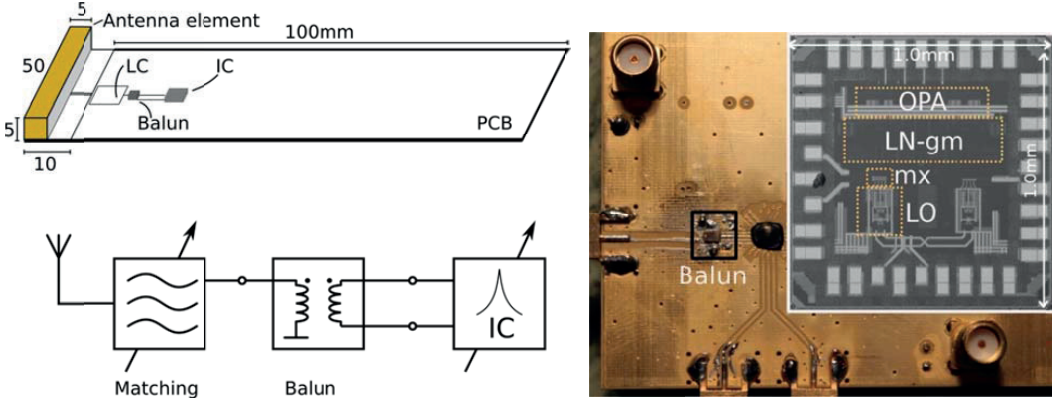 5
Antenna element
100mm
50
LC
IC
5
Balun
PCB
10
IC
Matching
Balun
1.0mm
OPA
LN-gm
mx
1.0mm
LO
Balun